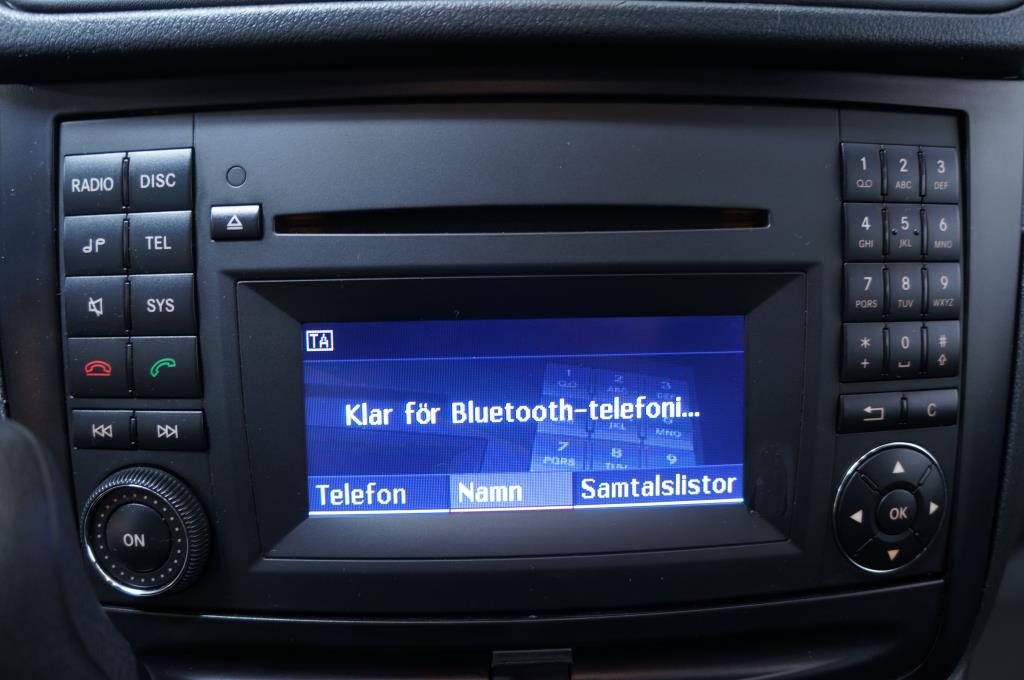 RADIO DISC
TEL
SYS
ON
TA
Klar för Bluetooth-telefoni...
Telefon Namn Samtalslistor
1 2 3
ABC DEF
4 5 6
GHI JKL MNO
7 8 9
PQRS TUV WXYZ
* 0 #
+
C
OK